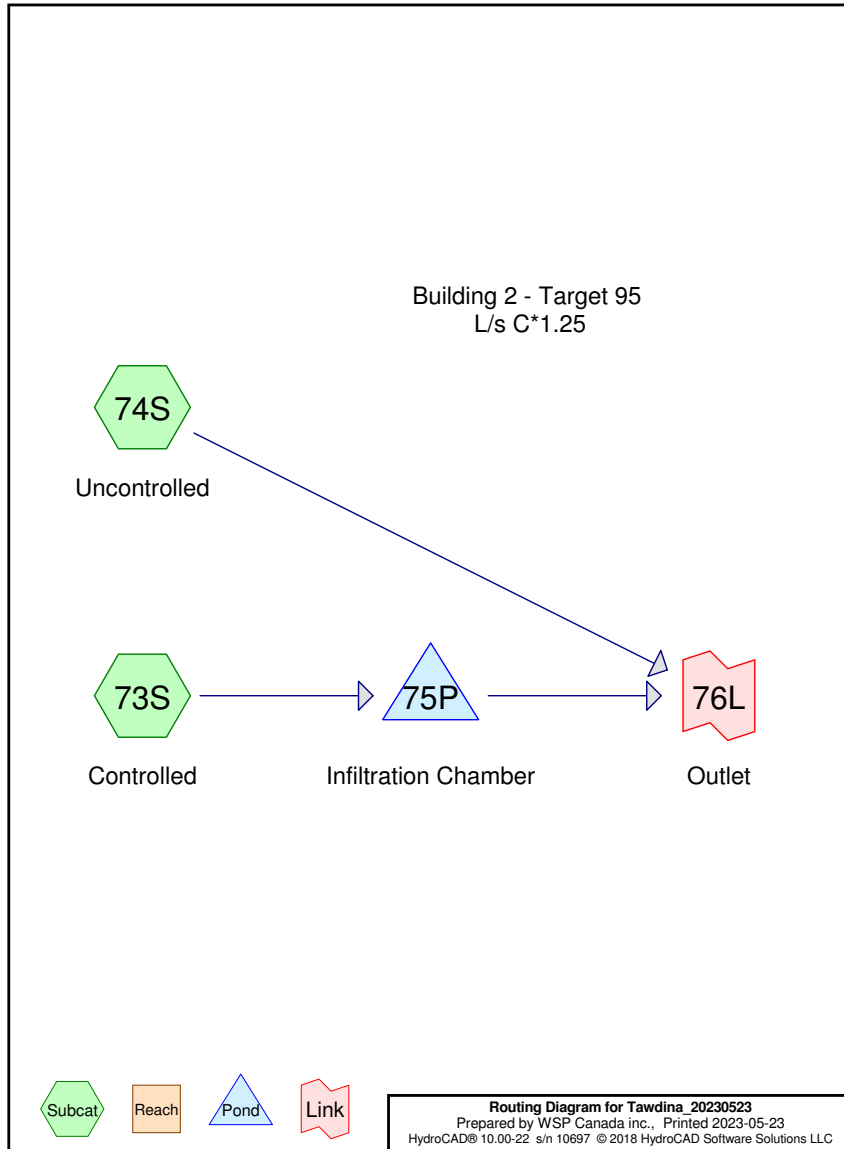 Building 2 - Target 95
L/s C*1.25
74S
Uncontrolled
73S
75P
76L
Controlled
Infiltration Chamber
Outlet
Subcat
Reach
Pond
Link
Routing Diagram for Tawdina_20230523
Prepared by WSP Canada inc., Printed 2023-05-23
HydroCAD® 10.00-22 s/n 10697 © 2018 HydroCAD Software Solutions LLC